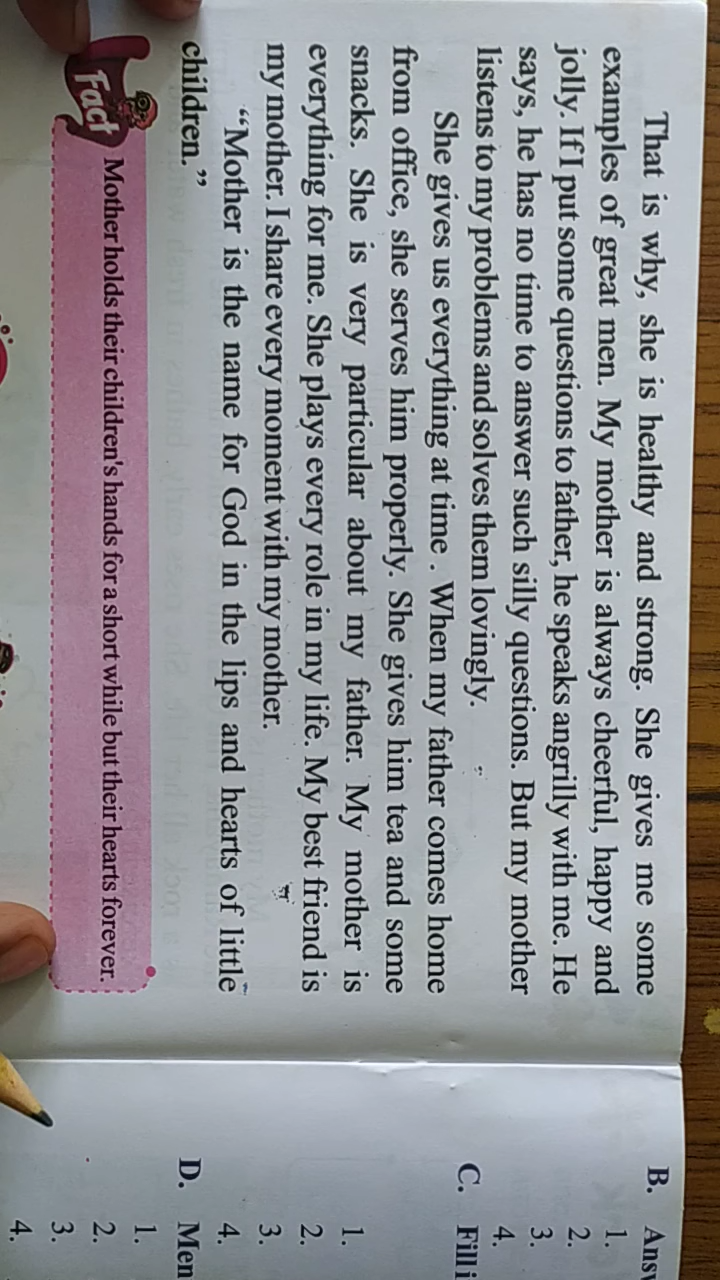 That is why, she is healthy and strong. She gives me some
examples of great men. My mother is always cheerful, happy and
jolly. If I put some questions to father, he speaks angrilly with me. He
says, he has no time to answer such silly questions. But my mother
listens to my problems and solves them lovingly.
She gives us everything at time . When my father comes home
from office, she serves him properly. She gives him tea and some
snacks. She is very particular about my father. My mother is
everything for me. She plays every role in my life. My best friend is
my mother. I share every moment with my mother.
“Mother is the name for God in the lips and hearts of little
children.”
Fact
Mother holds their children's hands for a short while but their hearts forever.
B.
1.
2.
3.
4.
C. Fill i
1.
2.
3.
4.
D. Men
1.
2.
3.
4.